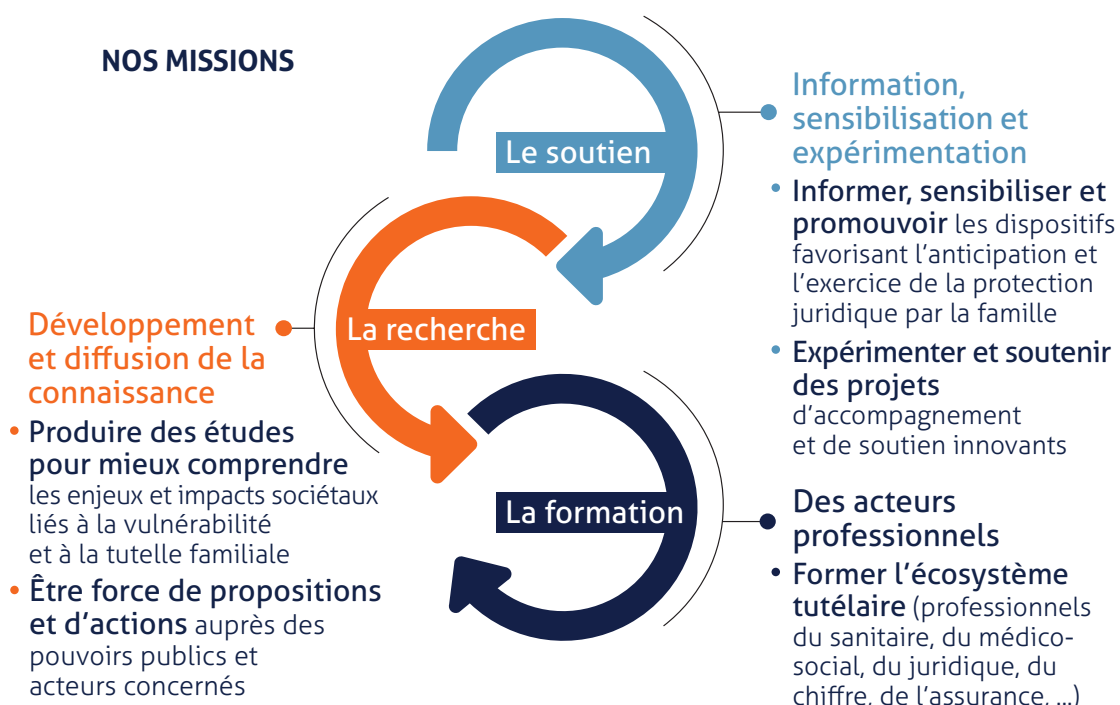 NOS MISSIONS
Le soutien
Information,
sensibilisation et
expérimentation
• Informer, sensibiliser et
promouvoir les dispositifs
favorisant l’anticipation et
l’exercice de la protection
juridique par la famille
• Expérimenter et soutenir
des projets
d’accompagnement
et de soutien innovants
La recherche
Développement
et diffusion de la
connaissance
• Produire des études
pour mieux comprendre
les enjeux et impacts sociétaux
liés à la vulnérabilité
et à la tutelle familiale
• Être force de propositions
et d’actions auprès des
pouvoirs publics et
acteurs concernés
La formation
Des acteurs
professionnels
• Former l’écosystème
tutélaire (professionnels
du sanitaire, du médico-
social, du juridique, du
chiffre, de l’assurance, ...)